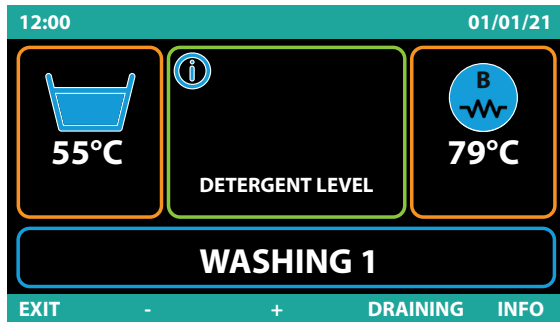 12:00 01/01/21
i
B
55°C
79°C
DETERGENT LEVEL
WASHING 1
EXIT - + DRAINING INFO